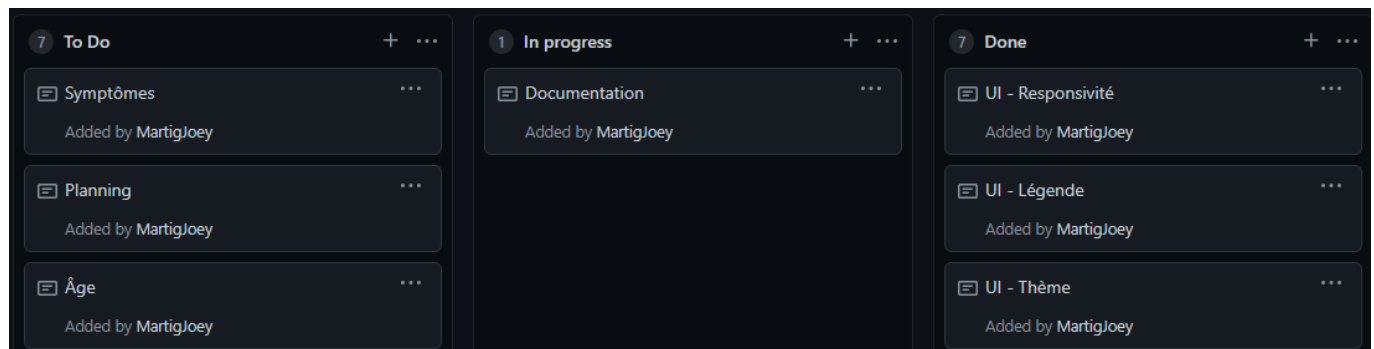 7 To Do
Symptômes
Added by MartigJoey
Planning
Added by MartigJoey
Âge
Added by MartigJoey
1 In progress
Documentation
Added by MartigJoey
7 Done
UI - Responsivité
Added by MartigJoey
UI - Légende
Added by MartigJoey
UI - Thème
Added by MartigJoey